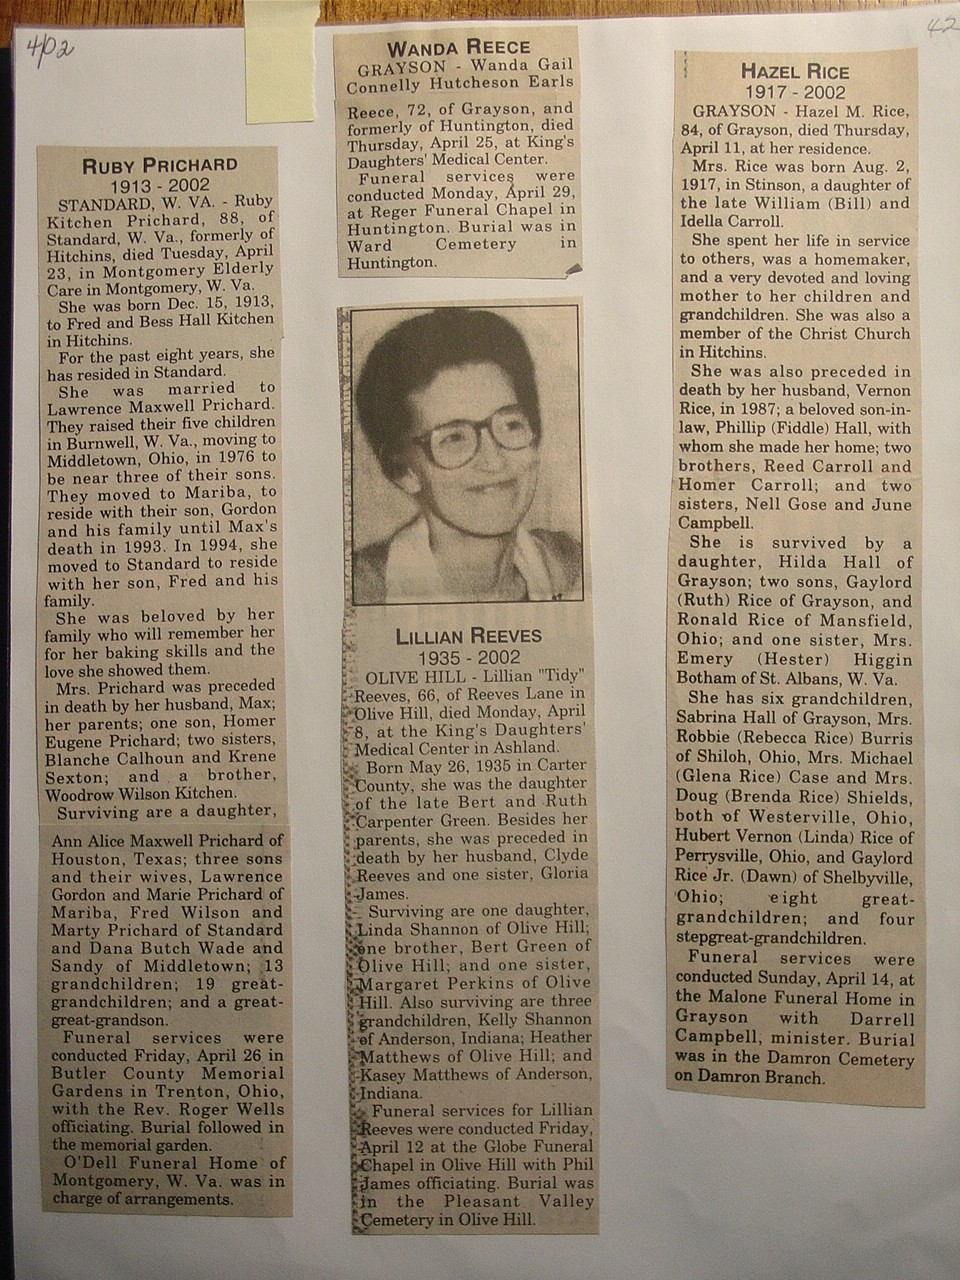 4/02
42
RUBY PRICHARD
1913 - 2002
STANDARD, W. VA. - Ruby
Kitchen Prichard, 88, of
Standard, W. Va., formerly of
Hitchins, died Tuesday, April
23, in Montgomery Elderly
Care in Montgomery, W. Va.
She was born Dec. 15, 1913,
to Fred and Bess Hall Kitchen
in Hitchins.
For the past eight years, she
has resided in Standard.
She was married to
Lawrence Maxwell Prichard.
They raised their five children
in Burnwell, W. Va., moving to
Middletown, Ohio, in 1976 to
be near three of their sons.
They moved to Mariba, to
reside with their son, Gordon
and his family until Max's
death in 1993. In 1994, she
moved to Standard to reside
with her son, Fred and his
family.
She was beloved by her
family who will remember her
for her baking skills and the
love she showed them.
Mrs. Prichard was preceded
in death by her husband, Max;
her parents; one son, Homer
Eugene Prichard; two sisters,
Blanche Calhoun and Krene
Sexton; and a brother,
Woodrow Wilson Kitchen.
Surviving are a daughter,
Ann Alice Maxwell Prichard of
Houston, Texas; three sons
and their wives, Lawrence
Gordon and Marie Prichard of
Mariba, Fred Wilson and
Marty Prichard of Standard
and Dana Butch Wade and
Sandy of Middletown; 13
grandchildren; 19 great-
grandchildren; and a great-
great-grandson.
Funeral services were
conducted Friday, April 26 in
Butler County Memorial
Gardens in Trenton, Ohio,
with the Rev. Roger Wells
officiating. Burial followed in
the memorial garden.
O'Dell Funeral Home of
Montgomery, W. Va. was in
charge of arrangements.
WANDA REECE
GRAYSON - Wanda Gail
Connelly Hutcheson Earls
Reece, 72, of Grayson, and
formerly of Huntington, died
Thursday, April 25, at King's
Daughters' Medical Center.
Funeral services were
conducted Monday, April 29,
at Reger Funeral Chapel in
Huntington. Burial was in
Ward Cemetery in
Huntington.
LILLIAN REEVES
1935 - 2002
OLIVE HILL - Lillian "Tidy"
Reeves, 66, of Reeves Lane in
Olive Hill, died Monday, April
8, at the King's Daughters'
Medical Center in Ashland.
Born May 26, 1935 in Carter
County, she was the daughter
of the late Bert and Ruth
Carpenter Green. Besides her
parents, she was preceded in
death by her husband, Clyde
Reeves and one sister, Gloria
James.
Surviving are one daughter,
Linda Shannon of Olive Hill;
one brother, Bert Green of
Olive Hill; and one sister,
Margaret Perkins of Olive
Hill. Also surviving are three
grandchildren, Kelly Shannon
of Anderson, Indiana; Heather
Matthews of Olive Hill; and
Kasey Matthews of Anderson,
Indiana.
Funeral services for Lillian
Reeves were conducted Friday,
April 12 at the Globe Funeral
Chapel in Olive Hill with Phil
James officiating. Burial was
in the Pleasant Valley
Cemetery in Olive Hill.
HAZEL RICE
1917 - 2002
GRAYSON - Hazel M. Rice,
84, of Grayson, died Thursday,
April 11, at her residence.
Mrs. Rice was born Aug. 2,
1917, in Stinson, a daughter of
the late William (Bill) and
Idella Carroll.
She spent her life in service
to others, was a homemaker,
and a very devoted and loving
mother to her children and
grandchildren. She was also a
member of the Christ Church
in Hitchins.
She was also preceded in
death by her husband, Vernon
Rice, in 1987; a beloved son-in-
law, Phillip (Fiddle) Hall, with
whom she made her home; two
brothers, Reed Carroll and
Homer Carroll; and two
sisters, Nell Gose and June
Campbell.
She is survived by a
daughter, Hilda Hall of
Grayson; two sons, Gaylord
(Ruth) Rice of Grayson, and
Ronald Rice of Mansfield,
Ohio; and one sister, Mrs.
Emery (Hester) Higgin
Botham of St. Albans, W. Va.
She has six grandchildren,
Sabrina Hall of Grayson, Mrs.
Robbie (Rebecca Rice) Burris
of Shiloh, Ohio, Mrs. Michael
(Glena Rice) Case and Mrs.
Doug (Brenda Rice) Shields,
both of Westerville, Ohio,
Hubert Vernon (Linda) Rice of
Perrysville, Ohio, and Gaylord
Rice Jr. (Dawn) of Shelbyville,
Ohio; eight great-
grandchildren; and four
stepgreat-grandchildren.
Funeral services were
conducted Sunday, April 14, at
the Malone Funeral Home in
Grayson with Darrell
Campbell, minister. Burial
was in the Damron Cemetery
on Damron Branch.